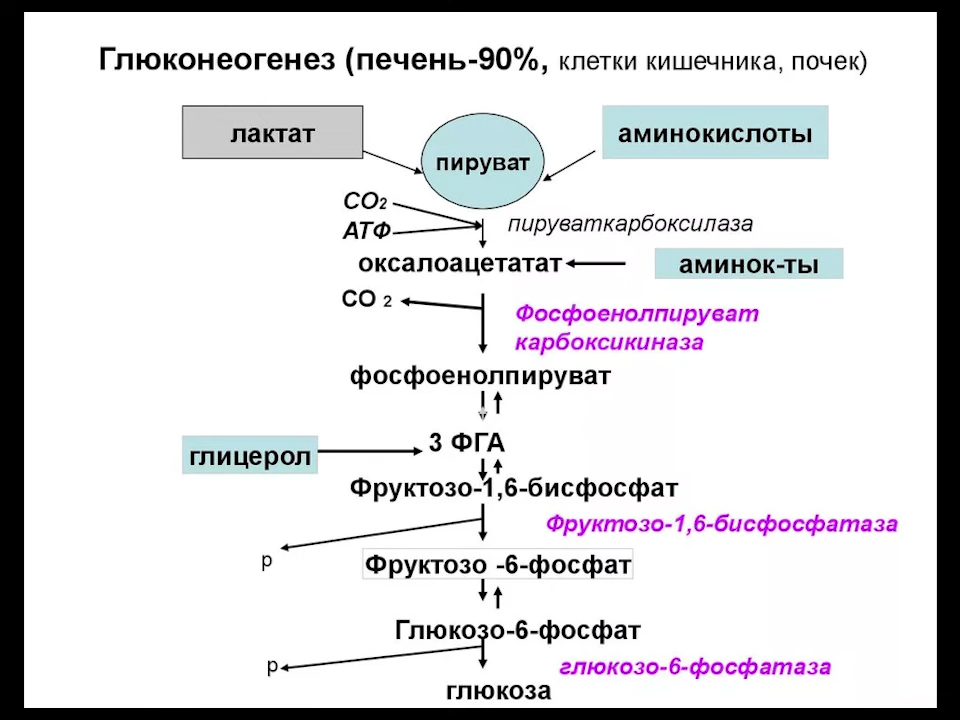 Глюконеогенез (печень-90%, клетки кишечника, почек)
лактат
пируват
аминокислоты
СО2
АТФ
пируваткарбоксилаза
оксалоацетатат
аминок-ты
СО 2
Фосфоенолпируват
карбоксикиназа
фосфоенолпируват
3 ФГА
глицерол
Фруктозо-1,6-бисфосфат
Фруктозо-1,6-бисфосфатаза
р
Фруктозо -6-фосфат
Глюкозо-6-фосфат
р
глюкозо-6-фосфатаза
глюкоза